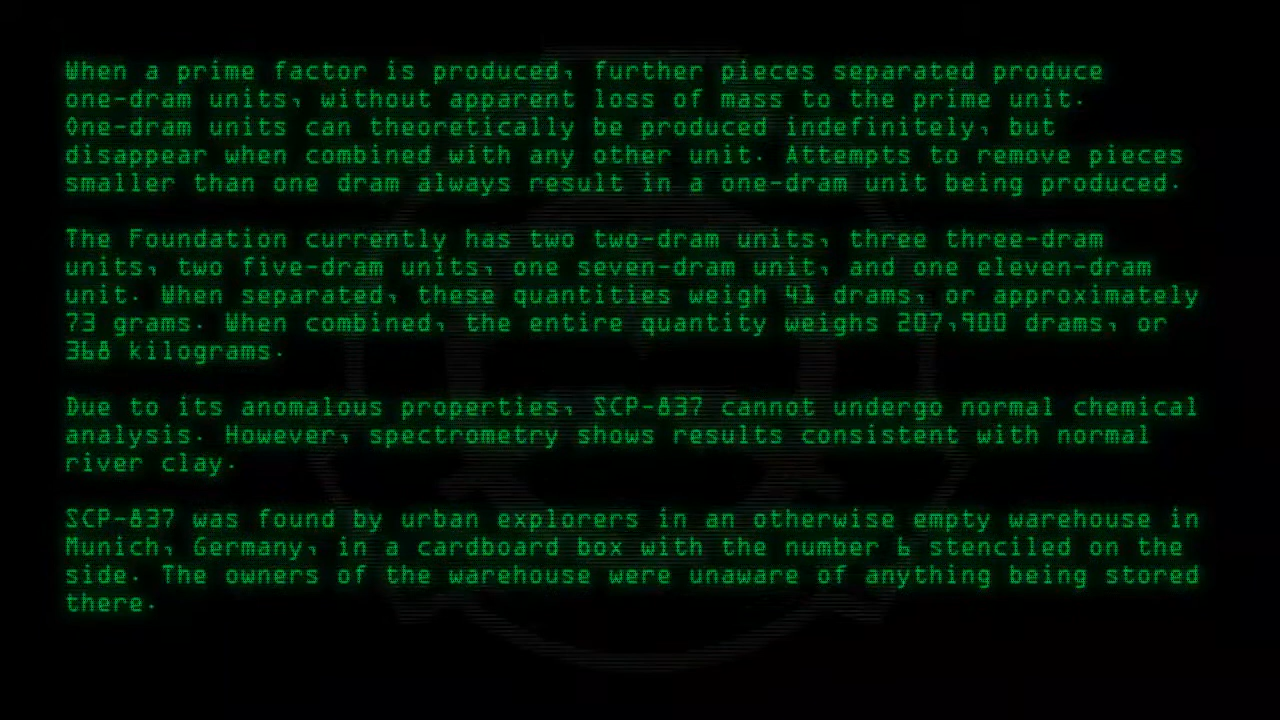 When a prime factor is produced, further pieces separated produce
one-dram units, without apparent loss of mass to the prime unit.
One-dram units can theoretically be produced indefinitely, but
disappear when combined with any other unit. Attempts to remove pieces
smaller than one dram always result in a one-dram unit being produced.
The Foundation currently has two two-dram units, three three-dram
units, two five-dram units, one seven-dram unit, and one eleven-dram
unit. When separated, these quantities weigh 41 drams, or approximately
73 grams. When combined, the entire quantity weighs 207,900 drams, or
368 kilograms.
Due to its anomalous properties, SCP-837 cannot undergo normal chemical
analysis. However, spectrometry shows results consistent with normal
river clay.
SCP-837 was found by urban explorers in an otherwise empty warehouse in
Munich, Germany, in a cardboard box with the number 6 stenciled on the
side. The owners of the warehouse were unaware of anything being stored
there.